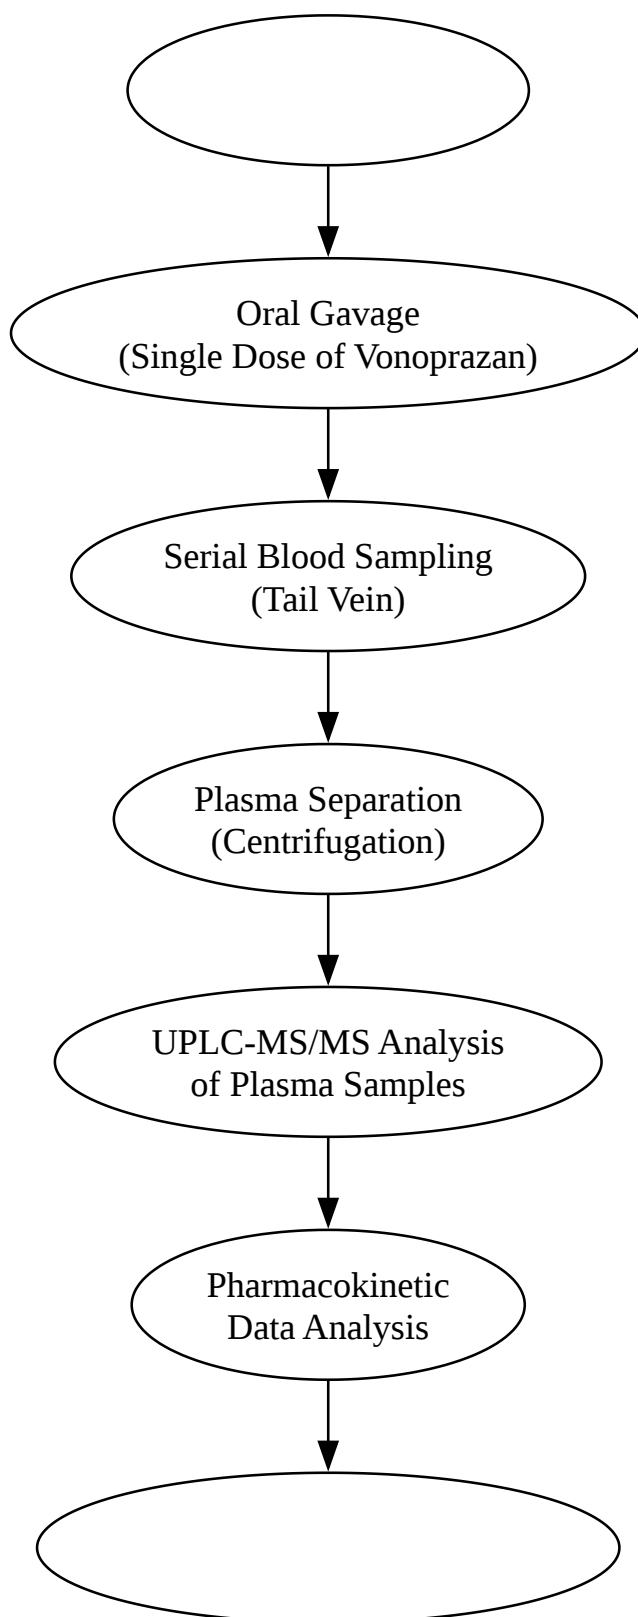 Oral Gavage
(Single Dose of Vonoprazan)
Serial Blood Sampling
(Tail Vein)
Plasma Separation
(Centrifugation)
UPLC-MS/MS Analysis
of Plasma Samples
Pharmacokinetic
Data Analysis